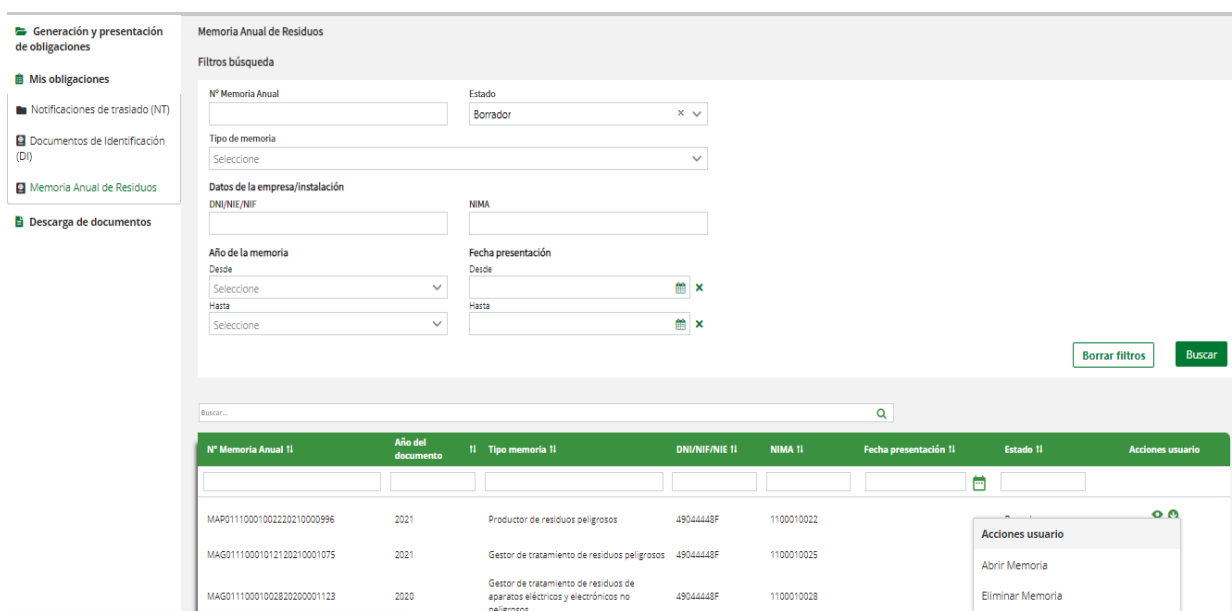 Generación y presentación
de obligaciones
Mis obligaciones
Notificaciones de traslado (NT)
Documentos de Identificación
(DI)
Memoria Anual de Residuos
Descarga de documentos
Memoria Anual de Residuos
Filtros búsqueda
Nº Memoria Anual
Estado
Borrador
Tipo de memoria
Seleccione
Datos de la empresa/instalación
DNI/NIE/NIF
NIMA
Año de la memoria
Fecha presentación
Desde
Desde
Seleccione
Hasta
Hasta
Seleccione
Borrar filtros
Buscar
Buscar...
Nº Memoria Anual
Año del
documento
Tipo memoria
DNI/NIF/NIE
NIMA
Fecha presentación
Estado
Acciones usuario
MAP01110001002220210000996
2021
Productor de residuos peligrosos
49044448F
1100010022
Acciones usuario
Abrir Memoria
Eliminar Memoria
MAG01110001012120210001075
2021
Gestor de tratamiento de residuos peligrosos
49044448F
1100010025
MAG01110001002820200001123
2020
Gestor de tratamiento de residuos de
aparatos eléctricos y electrónicos no
peligrosos
49044448F
1100010028